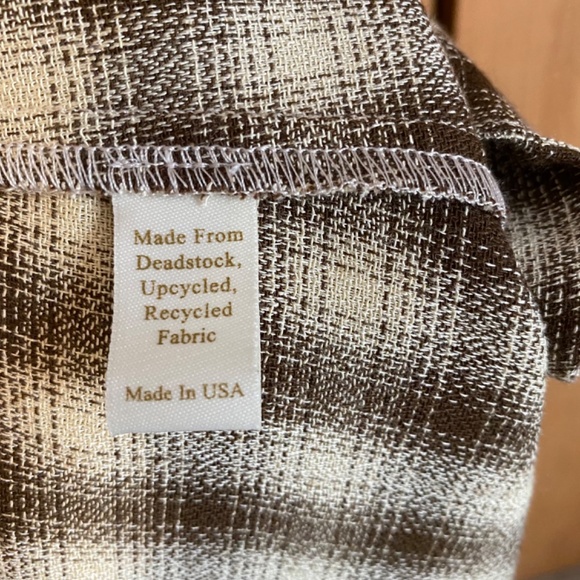 Made From
Deadstock,
Upcycled,
Recycled
Fabric
Made In USA